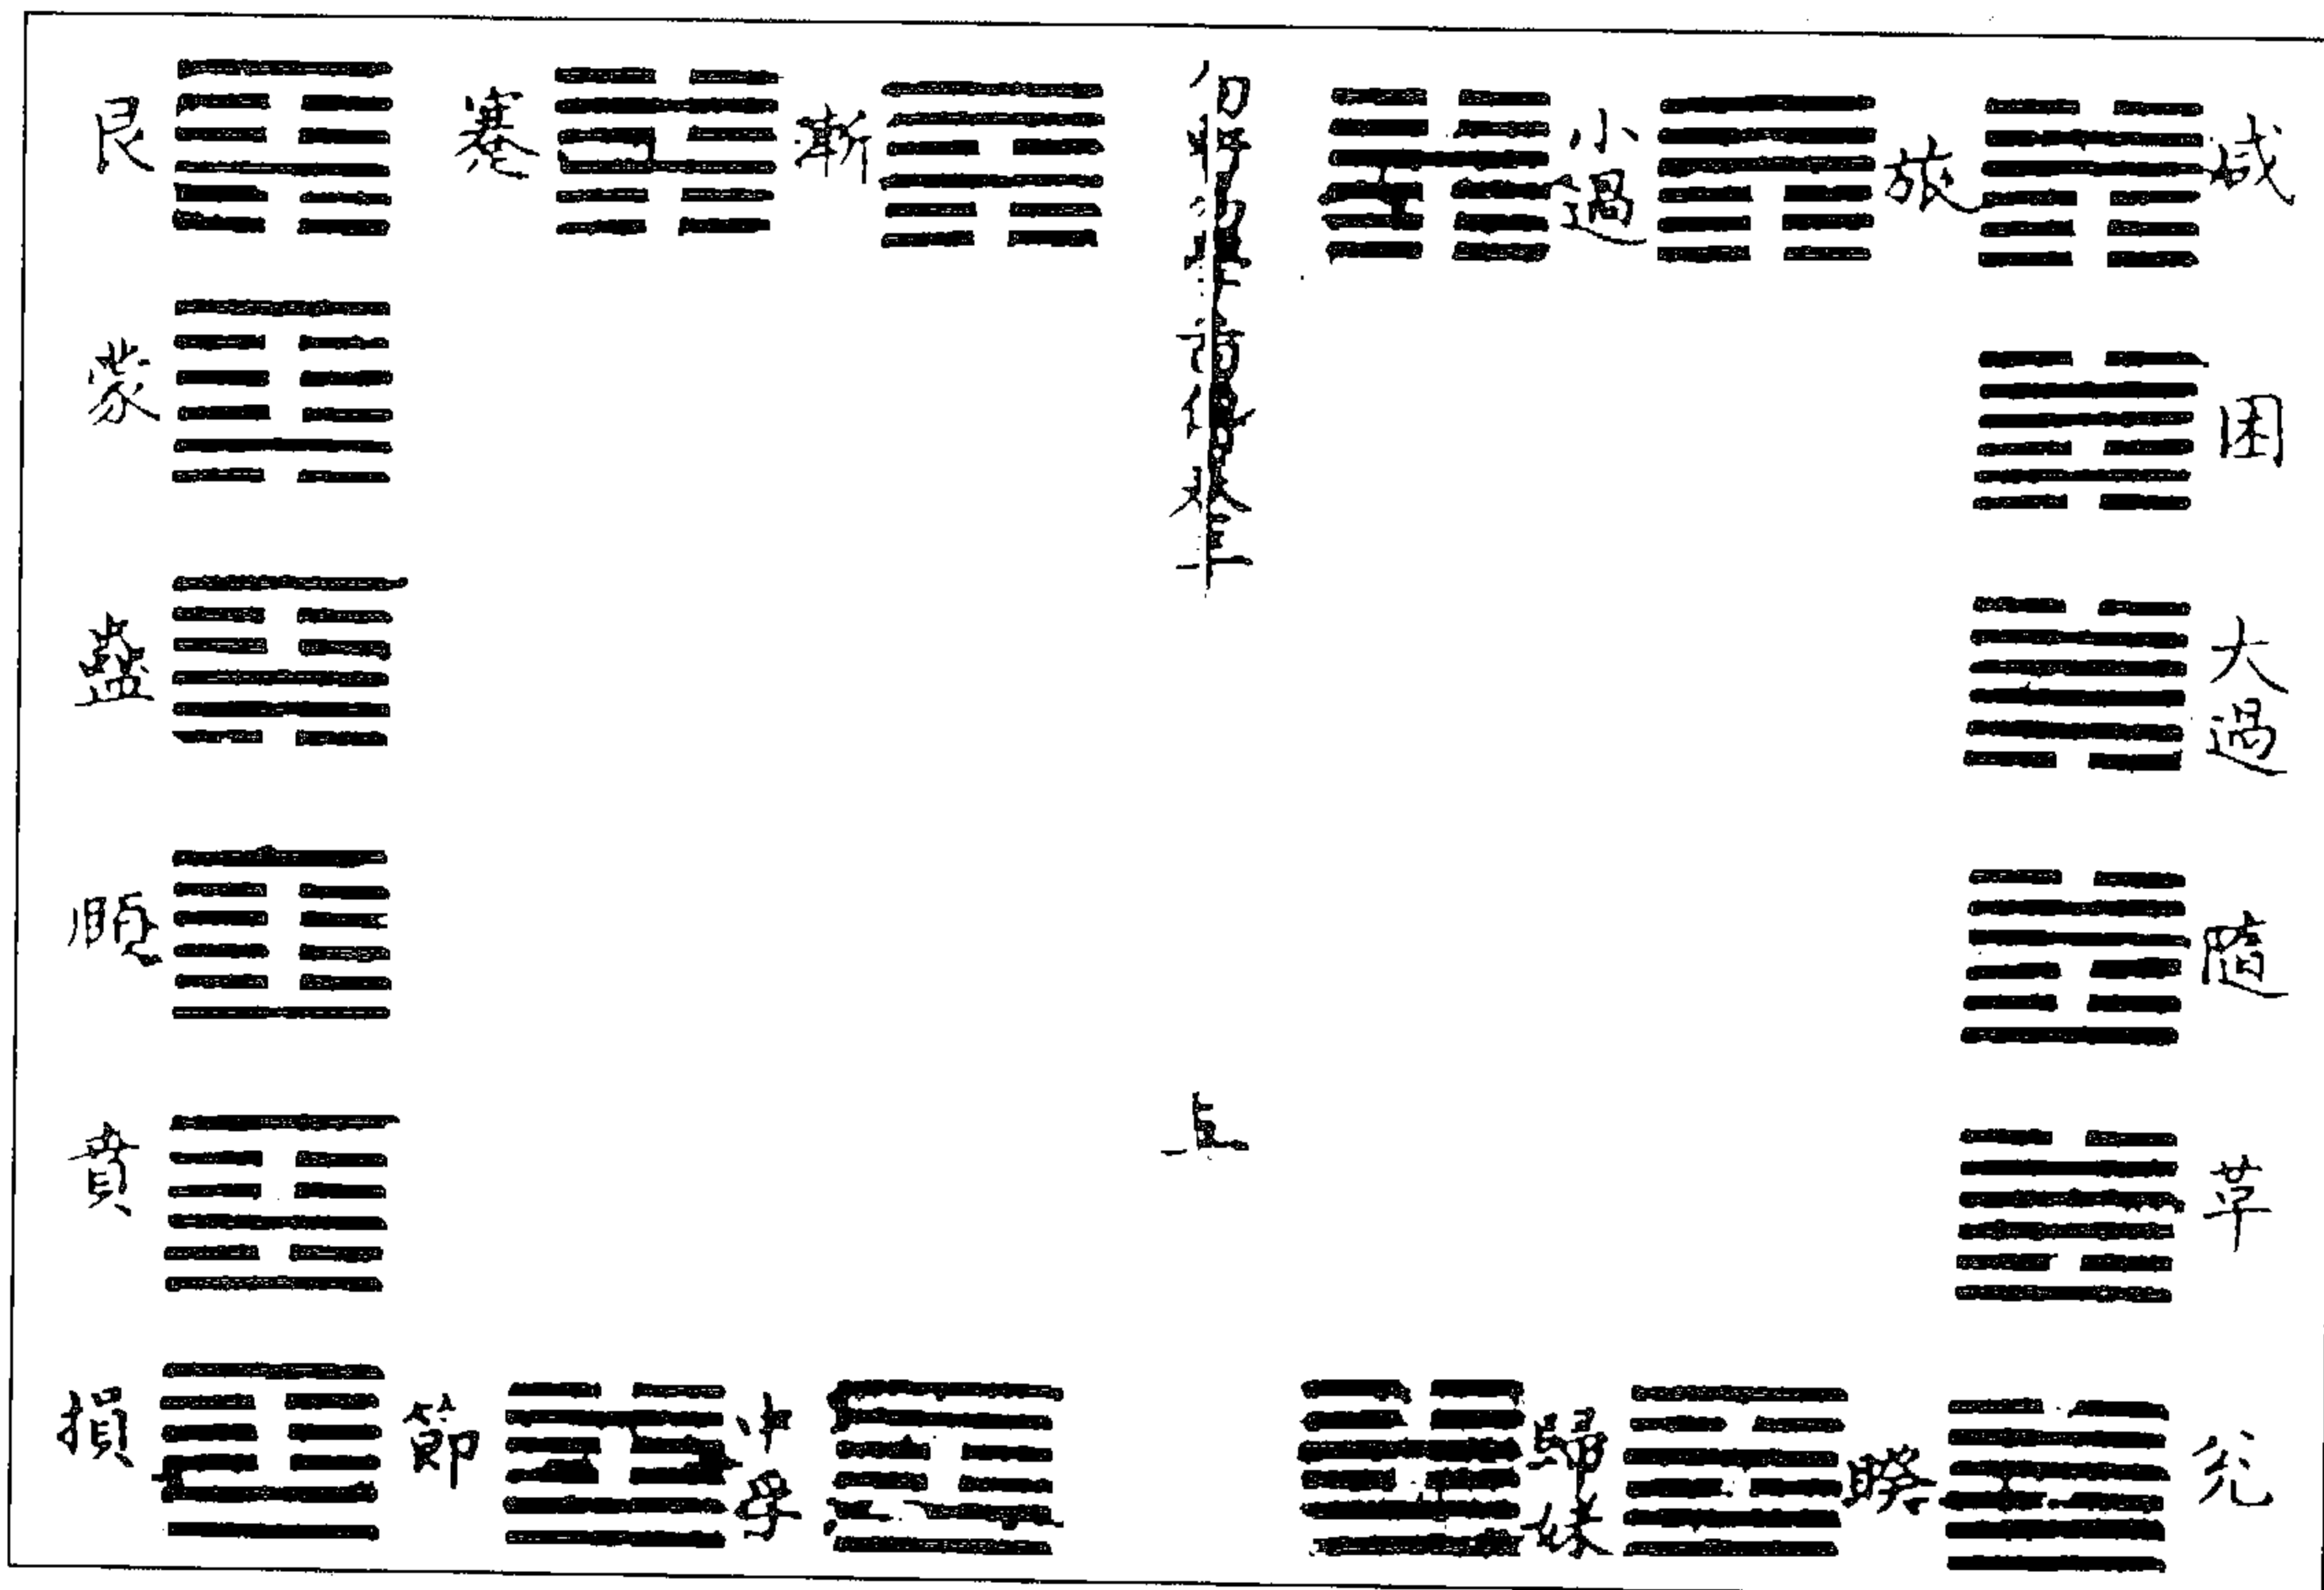 咸
旅
小過
漸
蹇
艮
困
蒙
大過
蠱
隨
頤
革
賁
兌
睽
歸妹
中孚
節
損